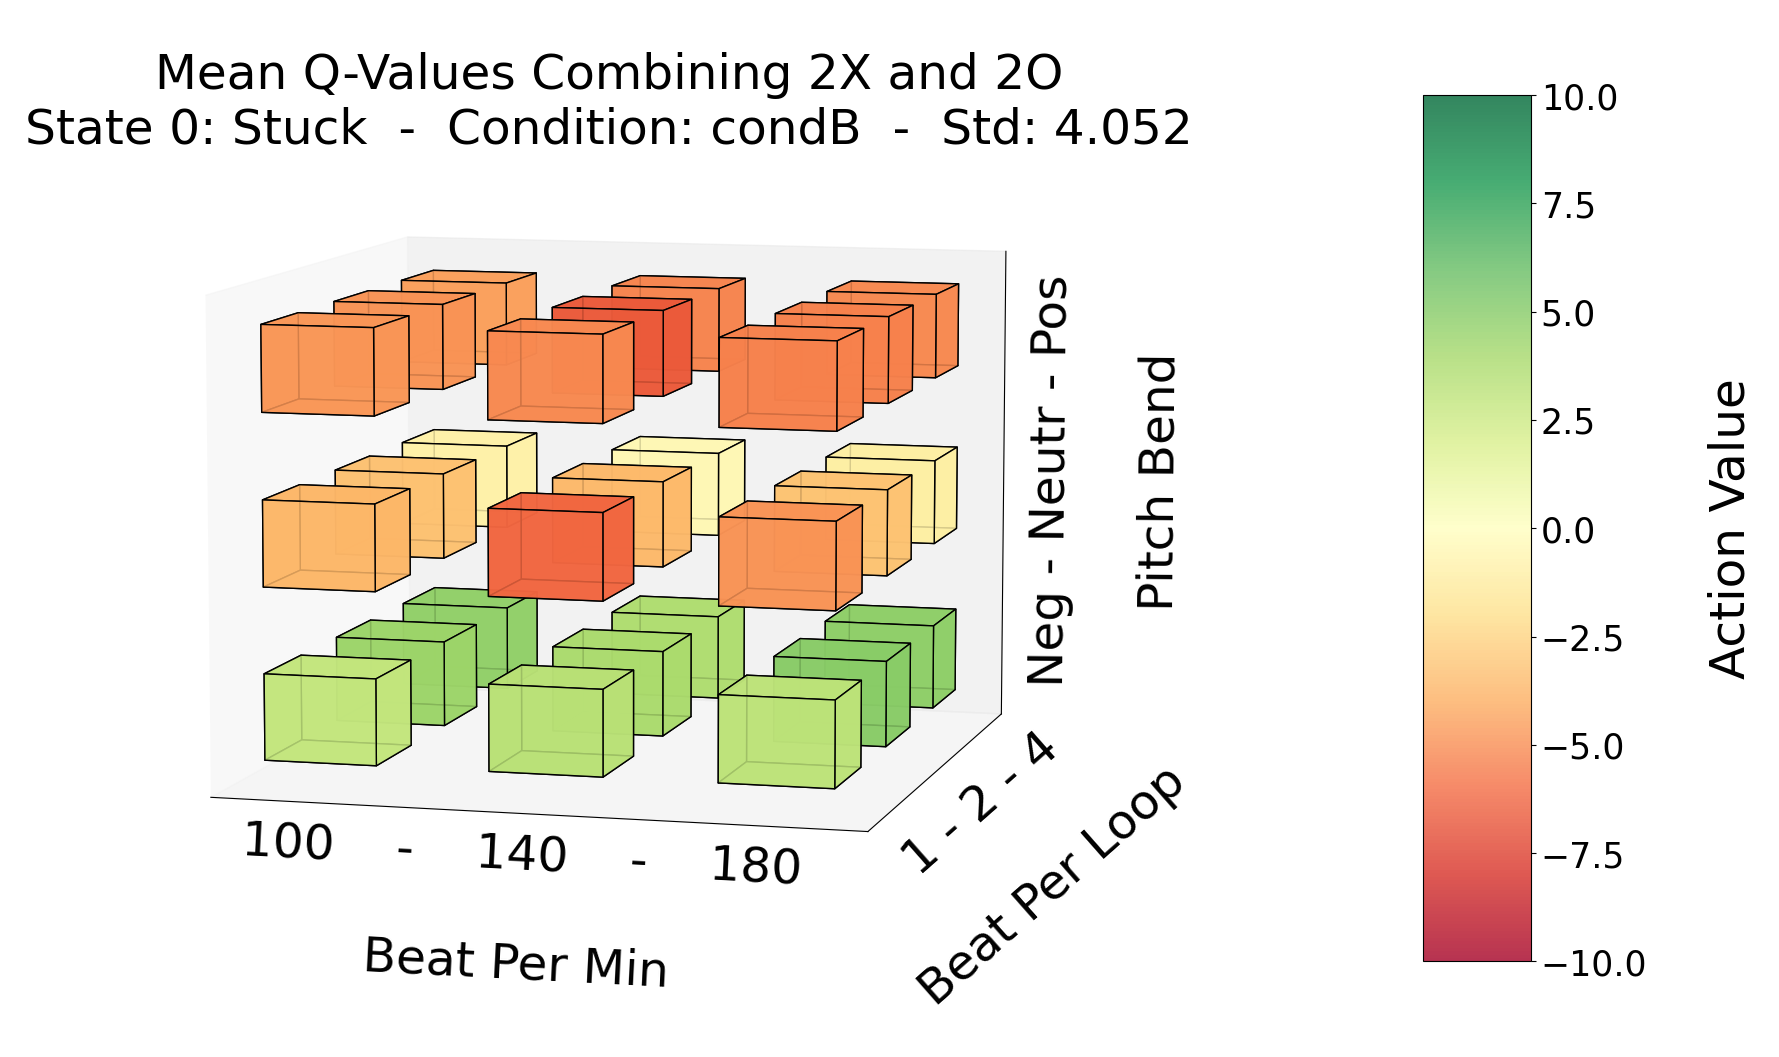 Mean Q-Values Combining 2X and 2O
State 0: Stuck - Condition: condB - Std: 4.052
Neg - Neutr - Pos
Pitch Bend
100 - 140 - 180
Beat Per Min
1 - 2 - 4
Beat Per Loop
10.0
7.5
5.0
2.5
0.0
−2.5
−5.0
−7.5
−10.0
Action Value